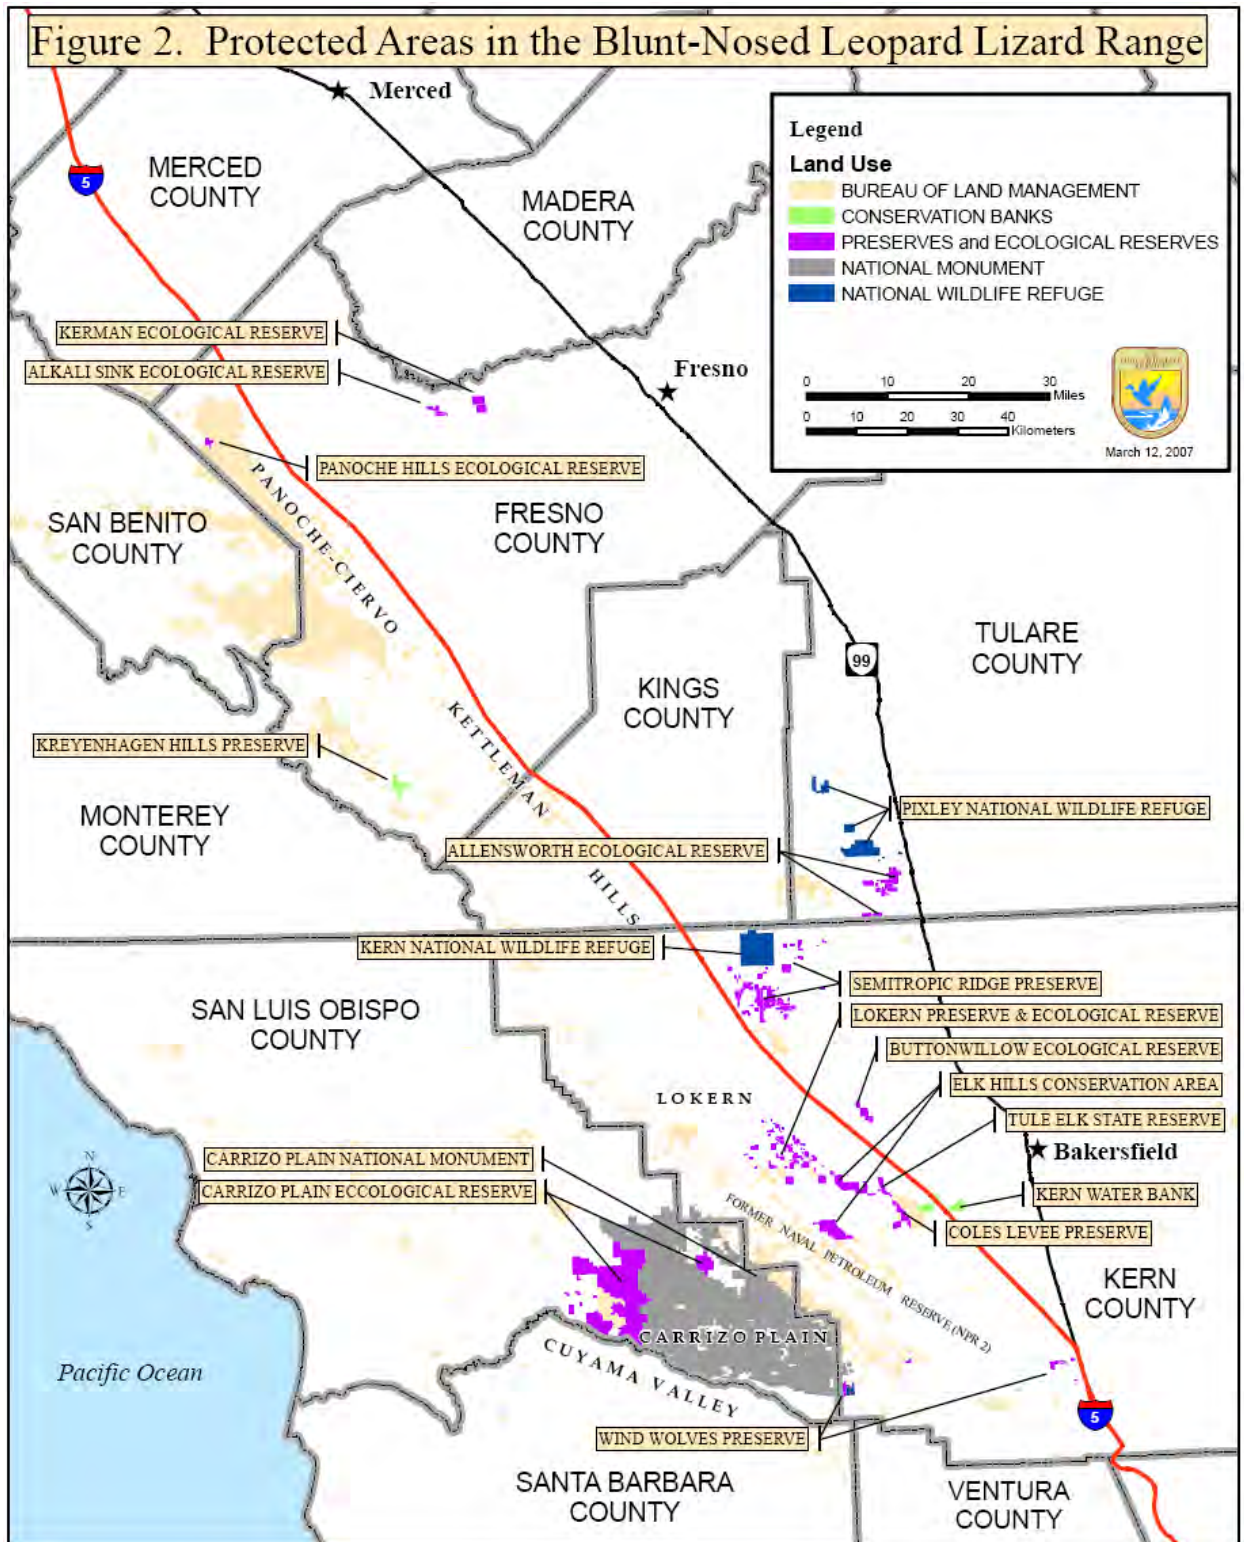 Figure 2. Protected Areas in the Blunt-Nosed Leopard Lizard Range
Merced
Legend
Land Use
BUREAU OF LAND MANAGEMENT
CONSERVATION BANKS
PRESERVES and ECOLOGICAL RESERVES
NATIONAL MONUMENT
NATIONAL WILDLIFE REFUGE
0 10 20 30
Miles
0 10 20 30 40
Kilometers
March 12, 2007
5
MERCED
COUNTY
MADERA
COUNTY
KERMAN ECOLOGICAL RESERVE
ALKALI SINK ECOLOGICAL RESERVE
Fresno
PANOCHE HILLS ECOLOGICAL RESERVE
PANOCHE-CIERVO
SAN BENITO
COUNTY
FRESNO
COUNTY
TULARE
COUNTY
99
KINGS
COUNTY
KETTLEMAN
HILLS
KREYENHAGEN HILLS PRESERVE
MONTEREY
COUNTY
PIXLEY NATIONAL WILDLIFE REFUGE
ALLENSWORTH ECOLOGICAL RESERVE
KERN NATIONAL WILDLIFE REFUGE
SEMITROPIC RIDGE PRESERVE
SAN LUIS OBISPO
COUNTY
LOKERN PRESERVE & ECOLOGICAL RESERVE
BUTTONWILLOW ECOLOGICAL RESERVE
ELK HILLS CONSERVATION AREA
LOKERN
TULE ELK STATE RESERVE
Bakersfield
CARRIZO PLAIN NATIONAL MONUMENT
CARRIZO PLAIN ECCOLOGICAL RESERVE
N
W E
S
KERN WATER BANK
COLES LEVEE PRESERVE
FORMER NAVAL PETROLEUM RESERVE (NPR 2)
KERN
COUNTY
CARRIZO PLAIN
CUYAMA VALLEY
Pacific Ocean
5
WIND WOLVES PRESERVE
SANTA BARBARA
COUNTY
VENTURA
COUNTY